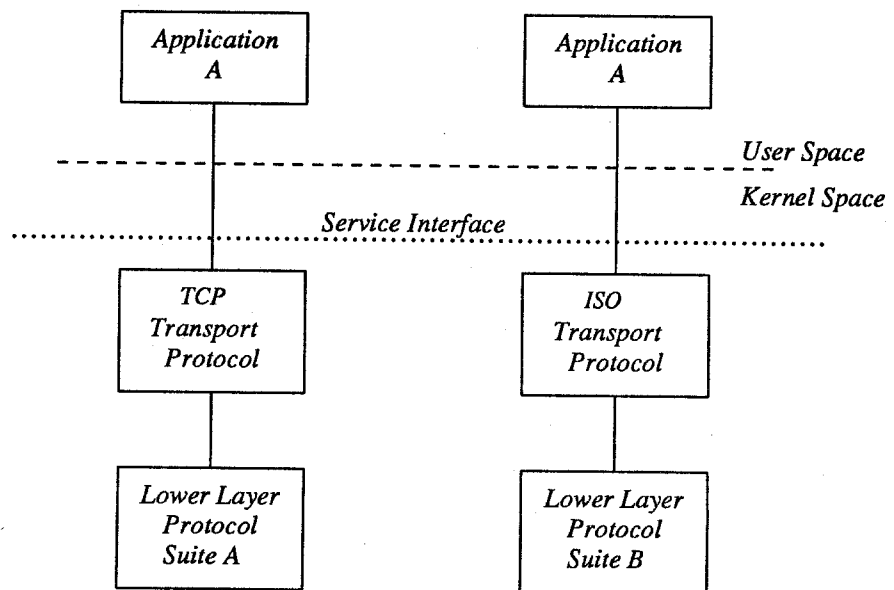 Application
A
Application
A
User Space
Kernel Space
Service Interface
TCP
Transport
Protocol
ISO
Transport
Protocol
Lower Layer
Protocol
Suite A
Lower Layer
Protocol
Suite B